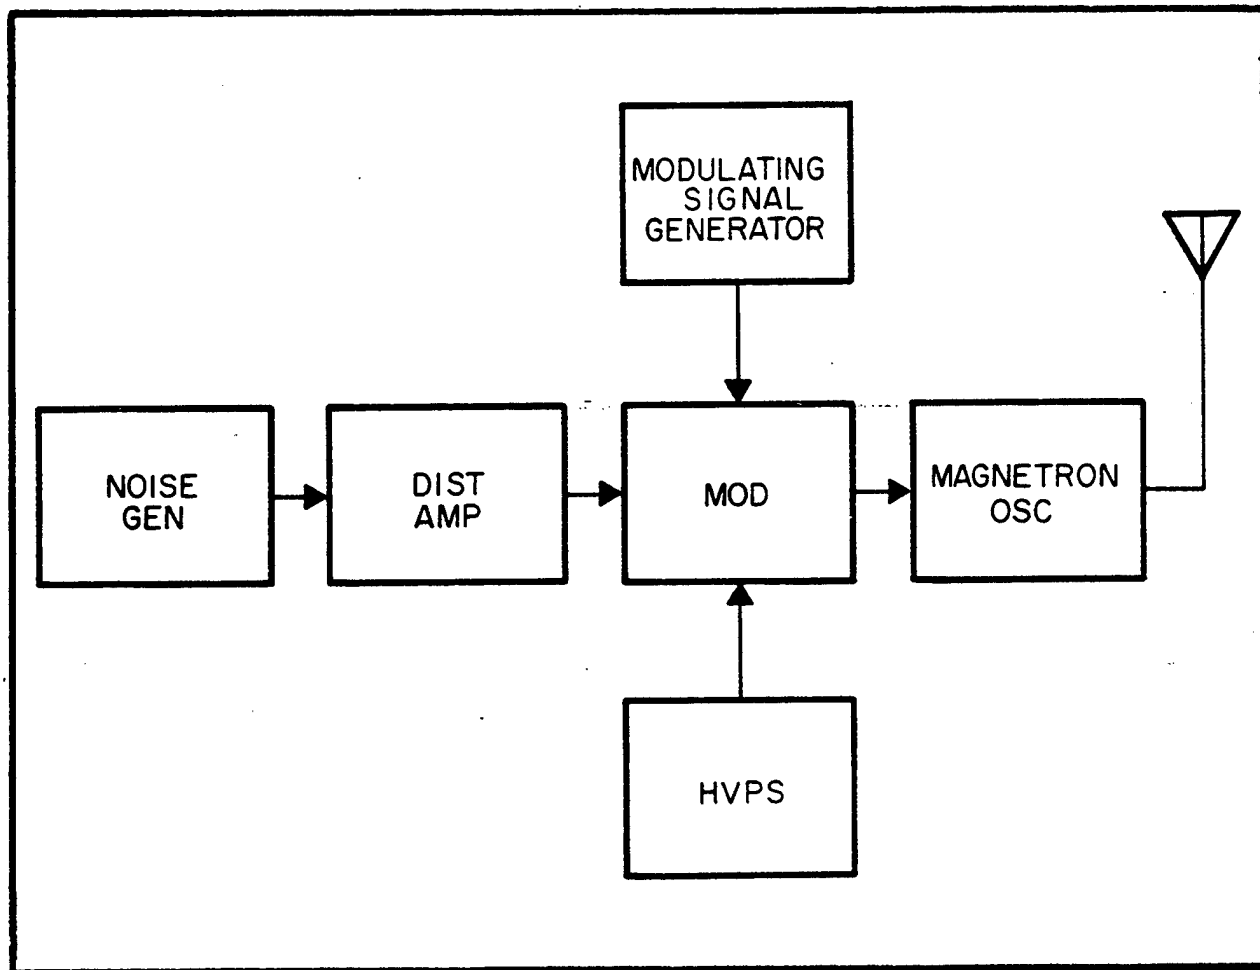 MODULATING
SIGNAL
GENERATOR
NOISE
GEN
DIST
AMP
MOD
MAGNETRON
OSC
HVPS